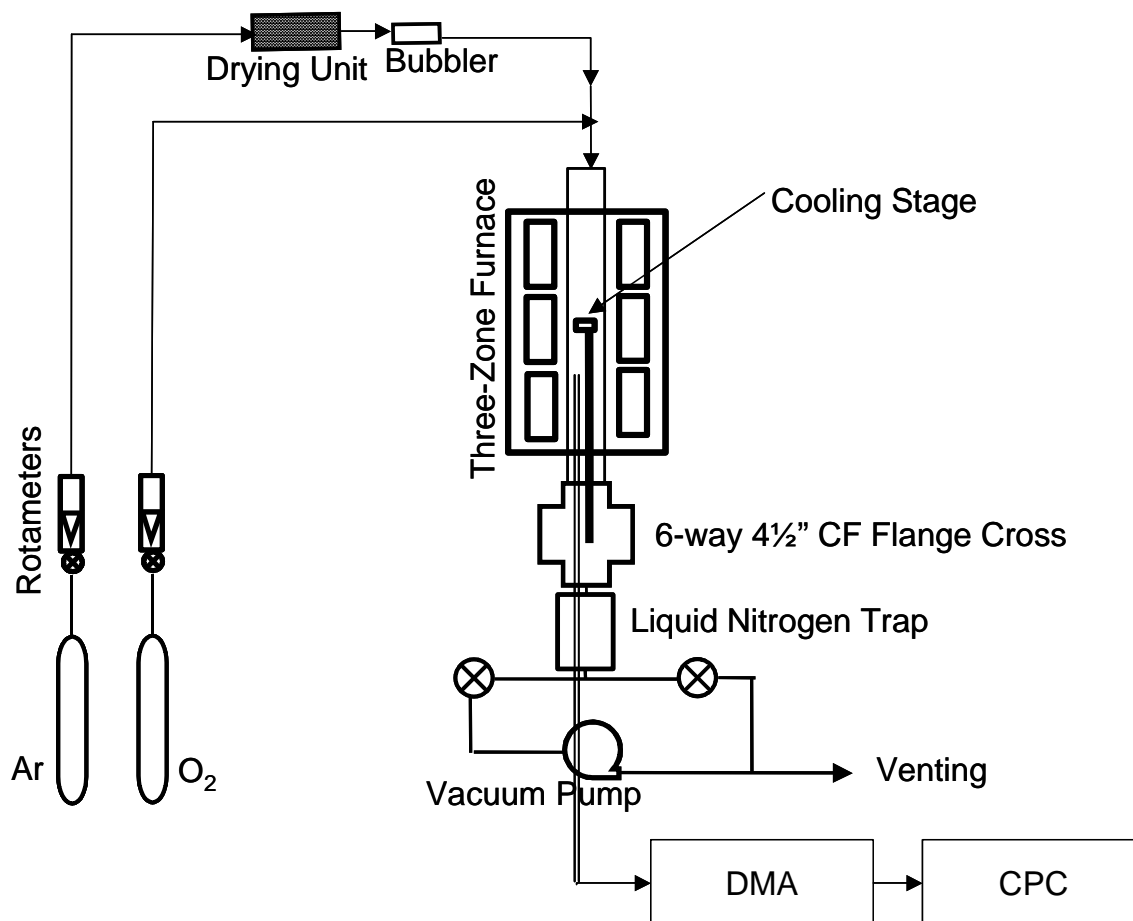 Drying Unit
Bubbler
Cooling Stage
Three-Zone Furnace
Rotameters
6-way 4½” CF Flange Cross
Liquid Nitrogen Trap
Ar
O₂
Vacuum Pump
Venting
DMA
CPC